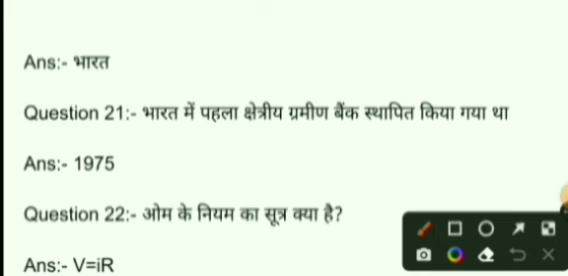 Ans:- भारत
Question 21:- भारत में पहला क्षेत्रीय ग्रमीण बैंक स्थापित किया गया था
Ans:- 1975
Question 22:- ओम के नियम का सूत्र क्या है?
Ans:- V=iR